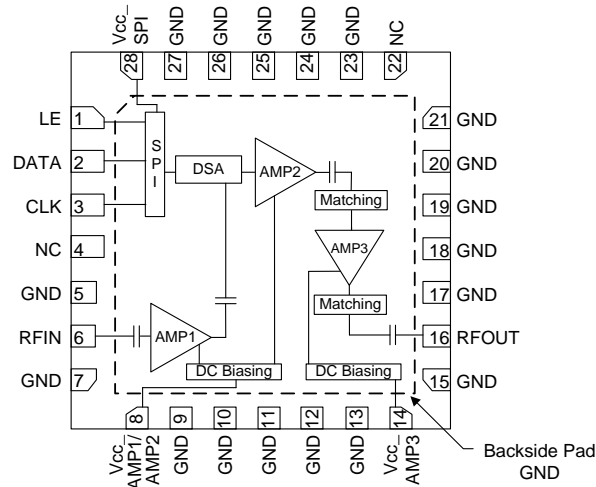 Vcc_
SPI
GND
GND
GND
GND
GND
NC
28
27
26
25
24
23
22
LE
1
DATA
2
CLK
3
NC
4
GND
5
RFIN
6
GND
7
S
P
I
DSA
AMP2
Matching
AMP3
Matching
AMP1
DC Biasing
DC Biasing
21
GND
20
GND
19
GND
18
GND
17
GND
16
RFOUT
15
GND
8
9
10
11
12
13
14
Vcc_
AMP1/
AMP2
GND
GND
GND
GND
GND
Vcc_
AMP3
Backside Pad
GND